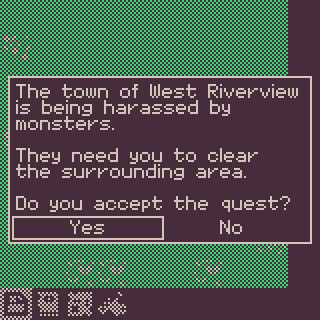 The town of West Riverview
is being harassed by
monsters.
They need you to clear
the surrounding area.
Do you accept the quest?
Yes No